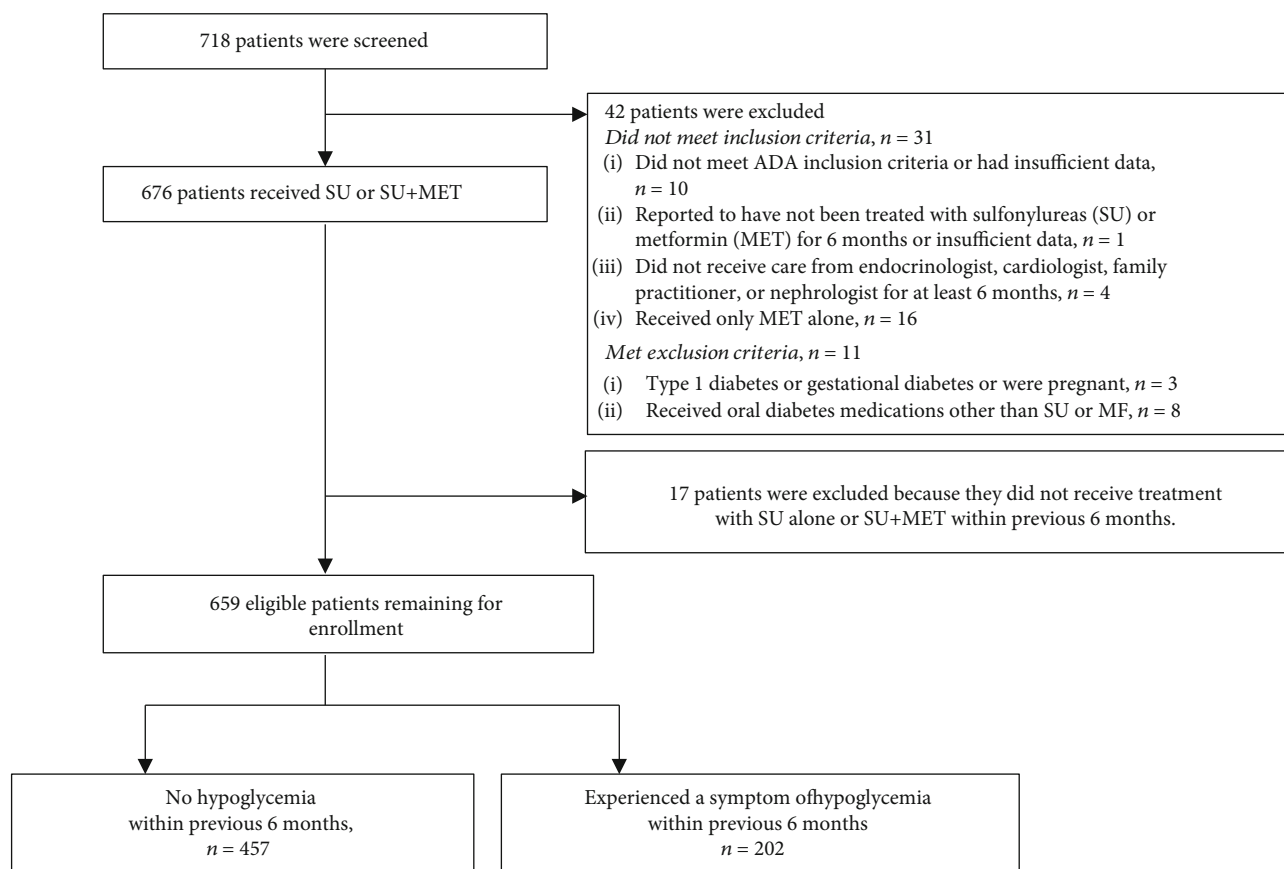 718 patients were screened
42 patients were excluded
Did not meet inclusion criteria, n = 31
(i) Did not meet ADA inclusion criteria or had insufficient data,
n = 10
(ii) Reported to have not been treated with sulfonylureas (SU) or
metformin (MET) for 6 months or insufficient data, n = 1
(iii) Did not receive care from endocrinologist, cardiologist, family
practitioner, or nephrologist for at least 6 months, n = 4
(iv) Received only MET alone, n = 16
Met exclusion criteria, n = 11
(i) Type 1 diabetes or gestational diabetes or were pregnant, n = 3
(ii) Received oral diabetes medications other than SU or MF, n = 8
676 patients received SU or SU+MET
17 patients were excluded because they did not receive treatment
with SU alone or SU+MET within previous 6 months.
659 eligible patients remaining for
enrollment
No hypoglycemia
within previous 6 months,
n = 457
Experienced a symptom ofhypoglycemia
within previous 6 months
n = 202